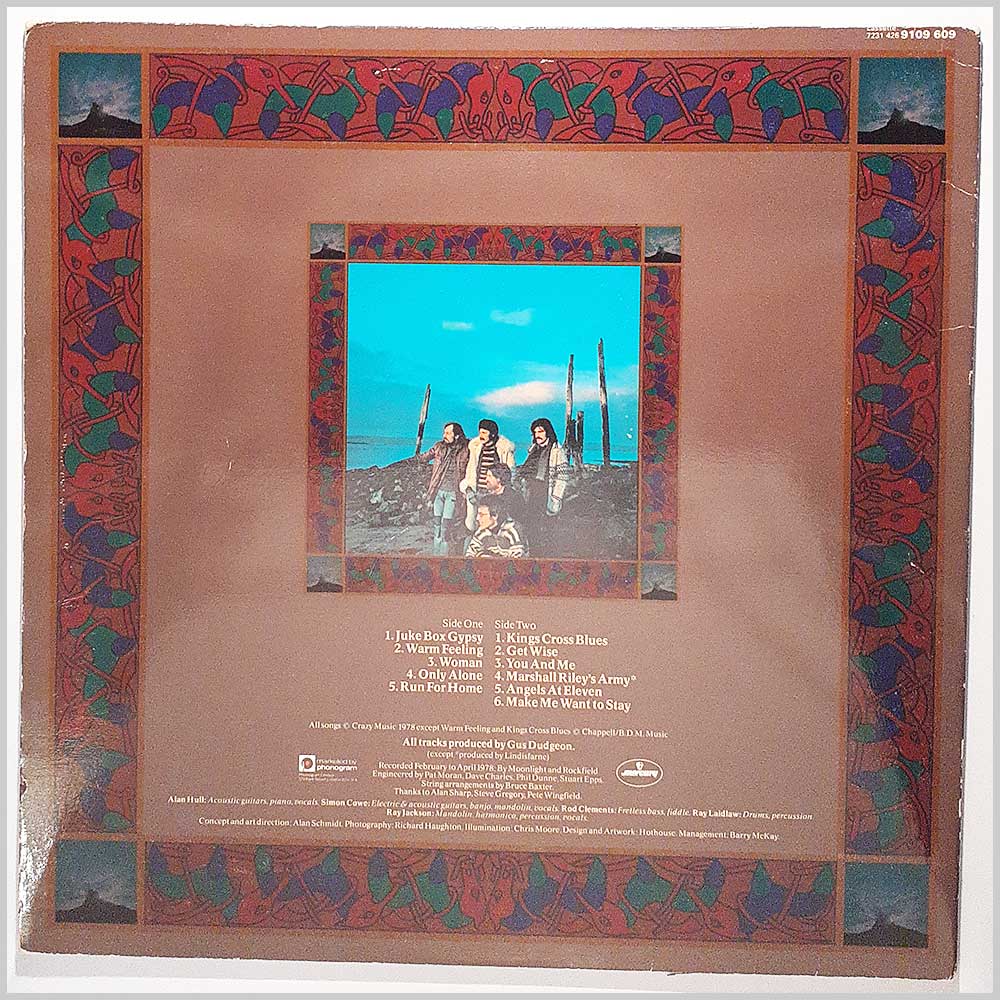 Cassette
7231 426 9109 609
Side One
1. Juke Box Gypsy
2. Warm Feeling
3. Woman
4. Only Alone
5. Run For Home
Side Two
1. Kings Cross Blues
2. Get Wise
3. You And Me
4. Marshall Riley's Army*
5. Angels At Eleven
6. Make Me Want to Stay
All songs © Crazy Music 1978 except Warm Feeling and Kings Cross Blues © Chappell/B.D.M. Music
All tracks produced by Gus Dudgeon.
(except *produced by Lindisfarne)
marketed by
phonogram
Recorded February to April 1978: By Moonlight and Rockfield
Engineered by Pat Moran, Dave Charles, Phil Dunne, Stuart Epps.
String arrangements by Bruce Baxter.
Thanks to Alan Sharp, Steve Gregory, Pete Wingfield.
mercury
Alan Hull: Acoustic guitars, piano, vocals. Simon Cowe: Electric & acoustic guitars, banjo, mandolin, vocals. Rod Clements: Fretless bass, fiddle. Ray Laidlaw: Drums, percussion
Ray Jackson: Mandolin, harmonica, percussion, vocals.
Concept and art direction: Alan Schmidt. Photography: Richard Haughton, Illumination: Chris Moore, Design and Artwork: Hothouse. Management: Barry McKay